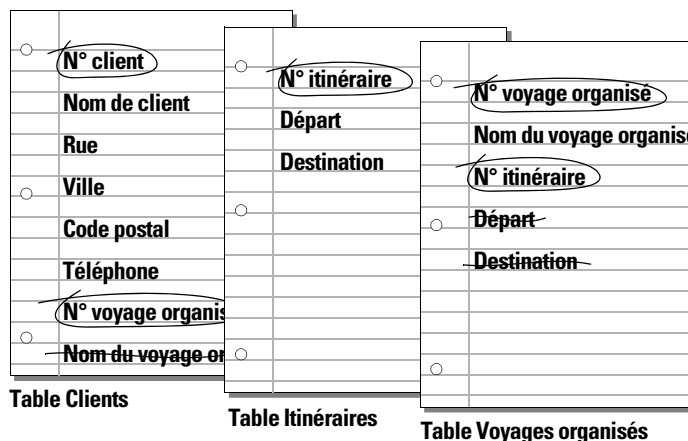 N° client
Nom de client
Rue
Ville
Code postal
Téléphone
N° voyage organis
Nom du voyage or
Table Clients
N° itinéraire
Départ
Destination
Table Itinéraires
N° voyage organisé
Nom du voyage organisé
N° itinéraire
Départ
Destination
Table Voyages organisés